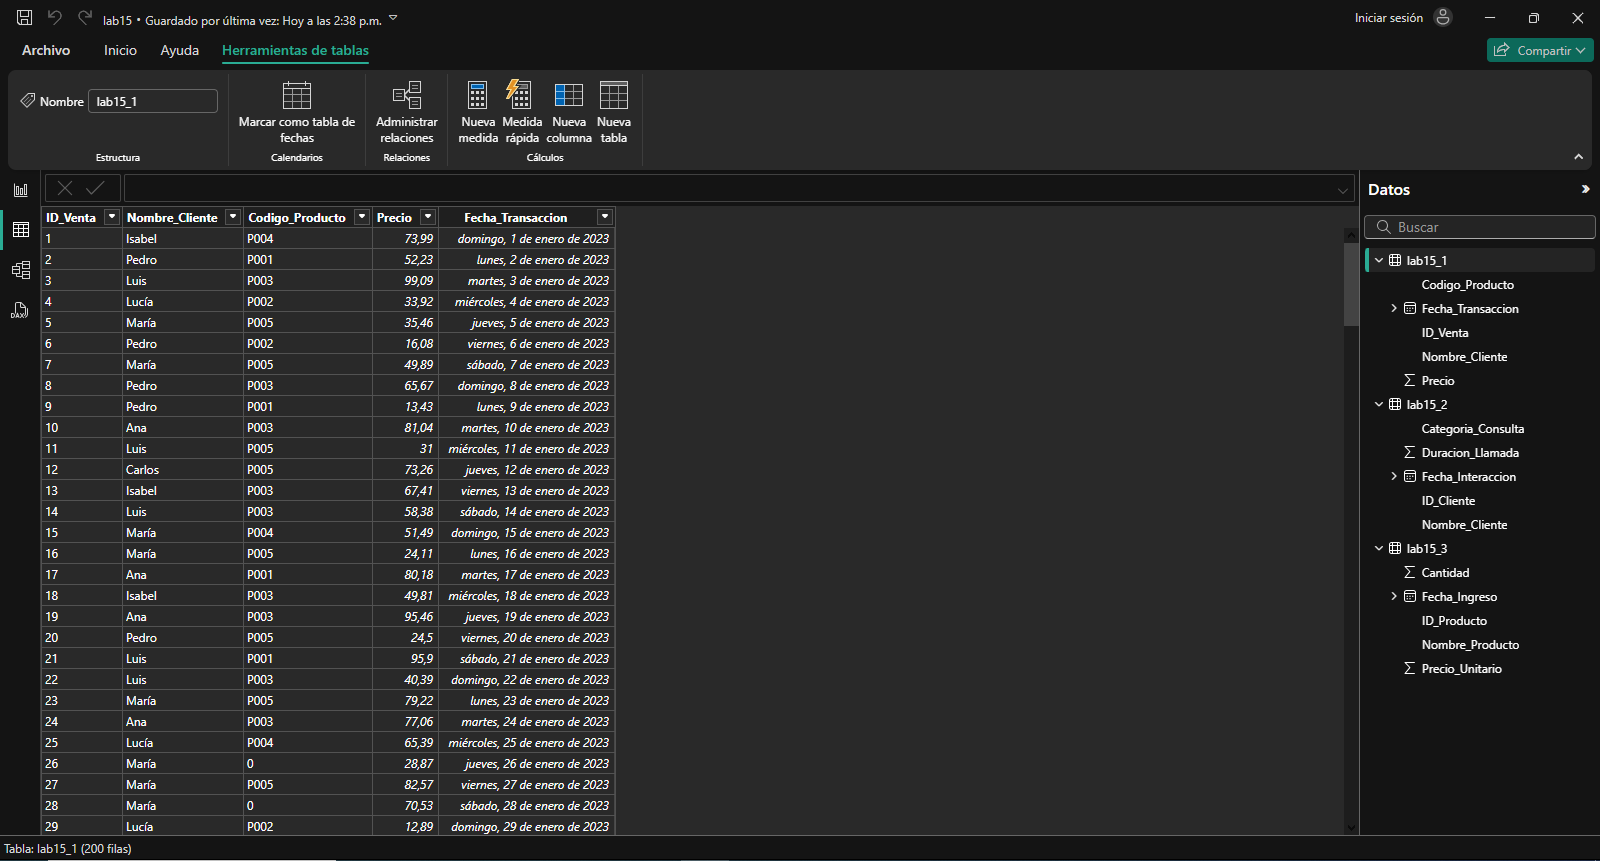 lab15 • Guardado por última vez: Hoy a las 2:38 p.m.
Iniciar sesión
Archivo Inicio Ayuda Herramientas de tablas
Compartir
Nombre lab15_1
Marcar como tabla de fechas
Administrar relaciones
Nueva medida
Medida rápida
Nueva columna
Nueva tabla
Estructura Calendarios Relaciones Cálculos
ID_Venta Nombre_Cliente Codigo_Producto Precio Fecha_Transaccion
1 Isabel P004 73,99 domingo, 1 de enero de 2023
2 Pedro P001 52,23 lunes, 2 de enero de 2023
3 Luis P003 99,09 martes, 3 de enero de 2023
4 Lucía P002 33,92 miércoles, 4 de enero de 2023
5 María P005 35,46 jueves, 5 de enero de 2023
6 Pedro P002 16,08 viernes, 6 de enero de 2023
7 María P005 49,89 sábado, 7 de enero de 2023
8 Pedro P003 65,67 domingo, 8 de enero de 2023
9 Pedro P001 13,43 lunes, 9 de enero de 2023
10 Ana P003 81,04 martes, 10 de enero de 2023
11 Luis P005 31 miércoles, 11 de enero de 2023
12 Carlos P005 73,26 jueves, 12 de enero de 2023
13 Isabel P003 67,41 viernes, 13 de enero de 2023
14 Luis P003 58,38 sábado, 14 de enero de 2023
15 María P004 51,49 domingo, 15 de enero de 2023
16 María P005 24,11 lunes, 16 de enero de 2023
17 Ana P001 80,18 martes, 17 de enero de 2023
18 Isabel P003 49,81 miércoles, 18 de enero de 2023
19 Ana P003 95,46 jueves, 19 de enero de 2023
20 Pedro P005 24,5 viernes, 20 de enero de 2023
21 Luis P001 95,9 sábado, 21 de enero de 2023
22 Luis P003 40,39 domingo, 22 de enero de 2023
23 María P005 79,22 lunes, 23 de enero de 2023
24 Ana P003 77,06 martes, 24 de enero de 2023
25 Lucía P004 65,39 miércoles, 25 de enero de 2023
26 María 0 28,87 jueves, 26 de enero de 2023
27 María P005 82,57 viernes, 27 de enero de 2023
28 María 0 70,53 sábado, 28 de enero de 2023
29 Lucía P002 12,89 domingo, 29 de enero de 2023
Datos
Buscar
lab15_1
Codigo_Producto
Fecha_Transaccion
ID_Venta
Nombre_Cliente
Precio
lab15_2
Categoria_Consulta
Duracion_Llamada
Fecha_Interaccion
ID_Cliente
Nombre_Cliente
lab15_3
Cantidad
Fecha_Ingreso
ID_Producto
Nombre_Producto
Precio_Unitario
DAX
Tabla: lab15_1 (200 filas)